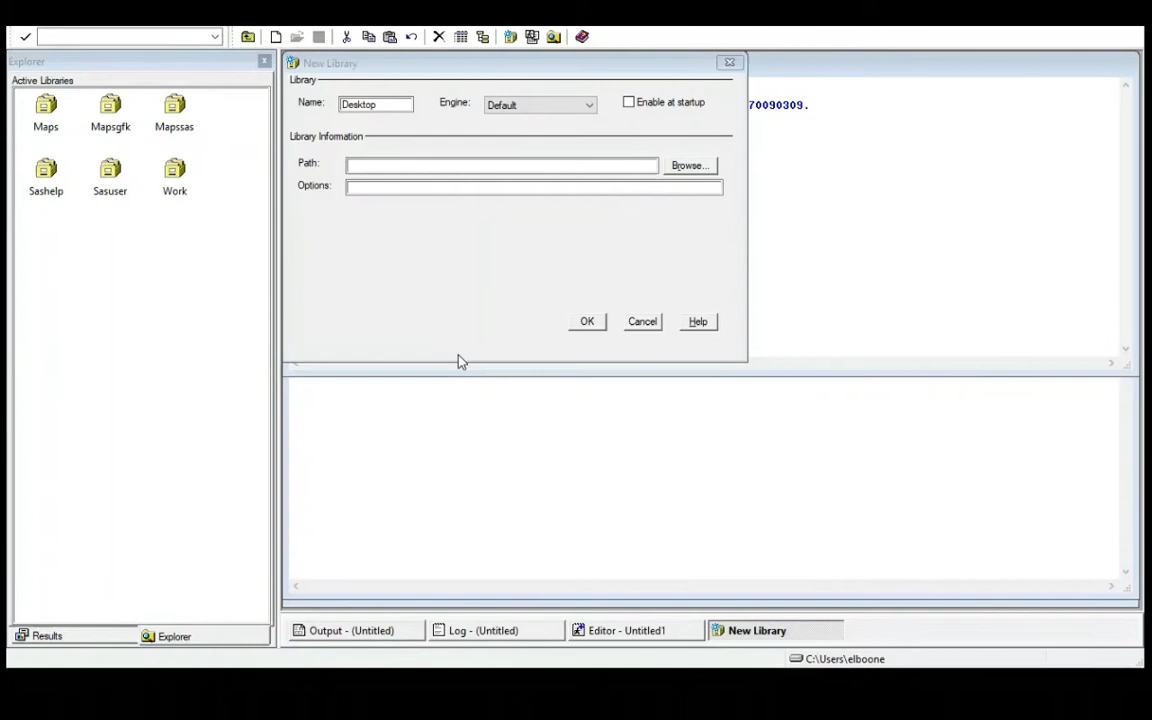 Explorer
Active Libraries
Maps
Mapsgfk
Mapssas
Sashelp
Sasuser
Work
New Library
Library
Name:
Desktop
Engine:
Default
Enable at startup
Library Information
Path:
Browse...
Options:
OK
Cancel
Help
70090309.
Results
Explorer
Output - (Untitled)
Log - (Untitled)
Editor - Untitled1
New Library
C:\Users\elboone